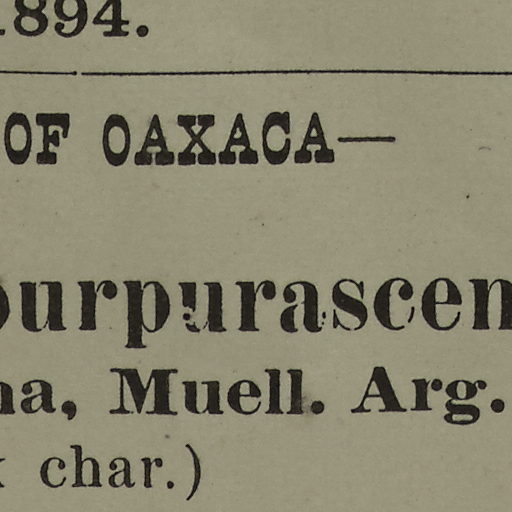 1894.
OF OAXACA—
purpurascen
na, Muell. Arg.
x char.)